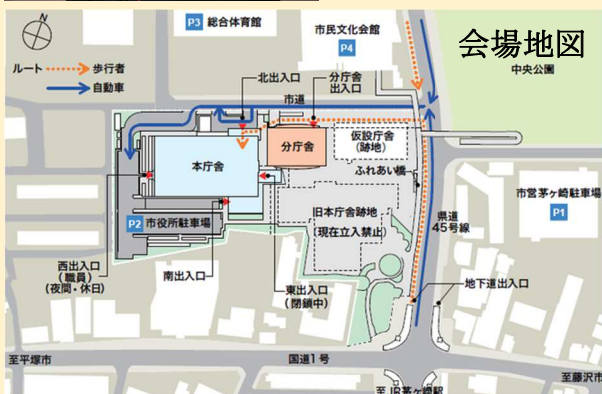 N
P3 総合体育館
市民文化会館
P4
会場地図
中央公園
ルート 歩行者
自動車
北出入口
分庁舎
出入口
市道
本庁舎
分庁舎
仮設庁舎
(跡地)
ふれあい橋
市営茅ヶ崎駐車場
P1
P2 市役所駐車場
旧本庁舎跡地
(現在立入禁止)
県道
45号線
西出入口
(職員)
(夜間・休日)
南出入口
東出入口
(閉鎖中)
地下道出入口
至平塚市
国道1号
至藤沢市
至JR茅ヶ崎駅